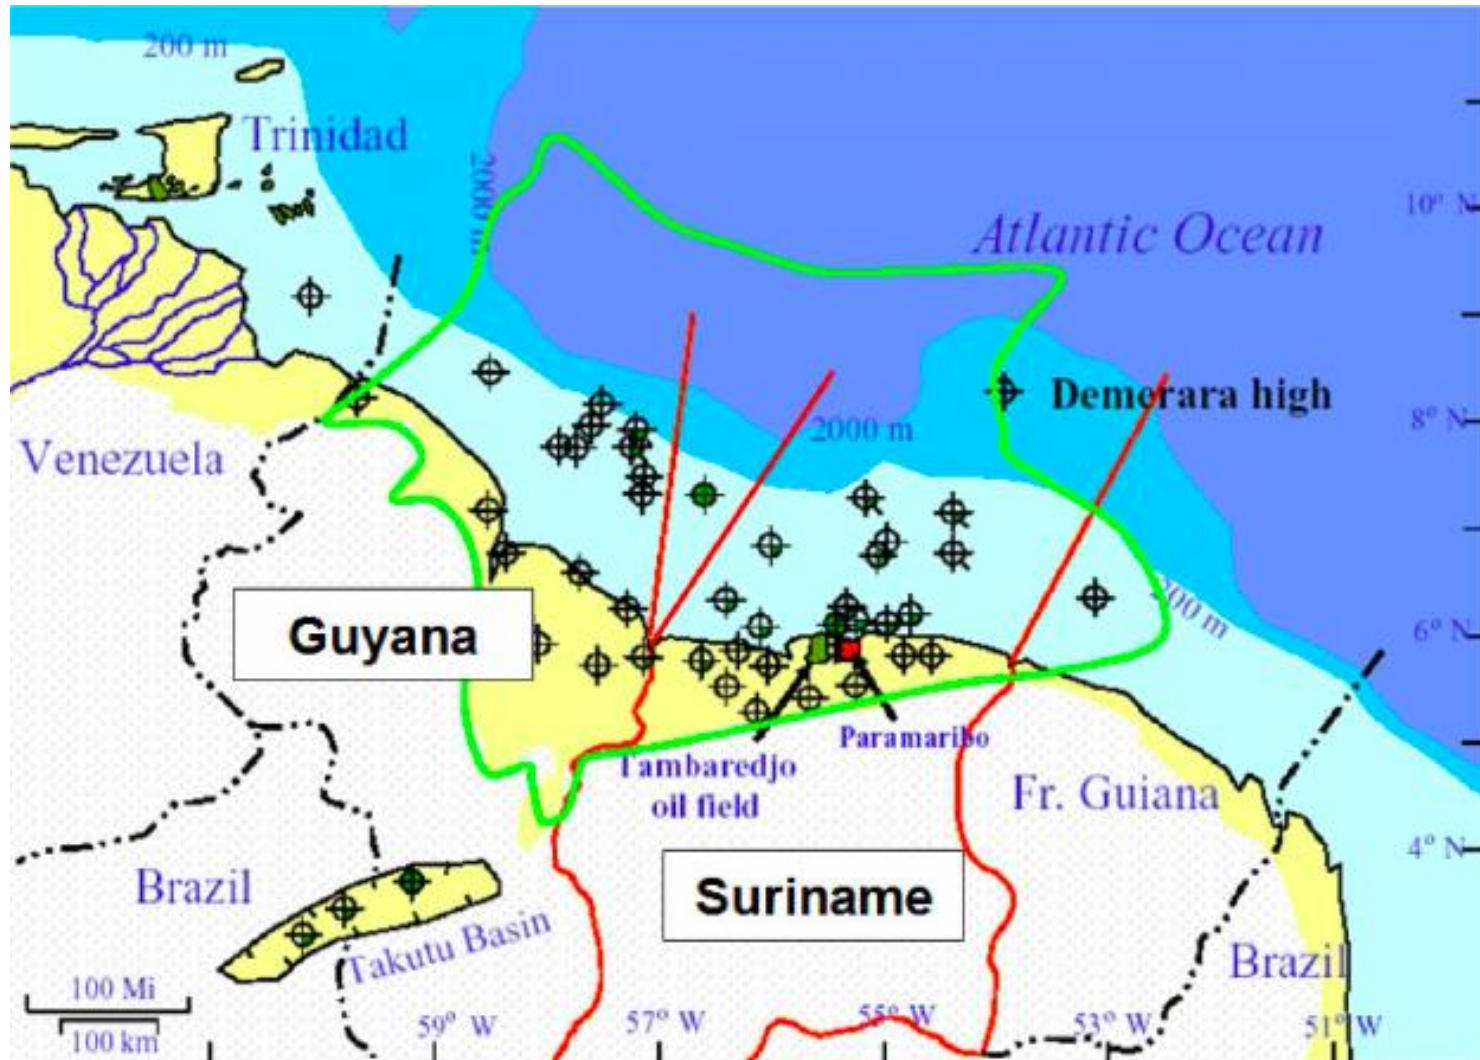 200 m
Trinidad
2000 m
10° N
Atlantic Ocean
Demerara high
8° N
2000 m
Venezuela
200 m
6° N
Guyana
Paramaribo
Tambaredjo
oil field
Fr. Guiana
4° N
Brazil
Suriname
Takutu Basin
Brazil
100 Mi
100 km
59° W
57° W
55° W
53° W
51° W